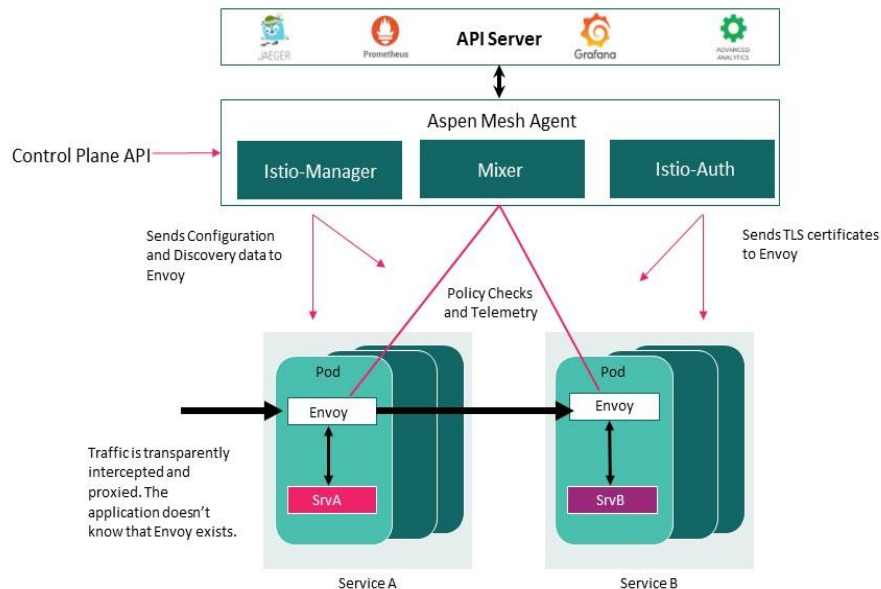 JAEGER
Prometheus
API Server
Grafana
ADVANCED
ANALYTICS
Aspen Mesh Agent
Control Plane API
Istio-Manager
Mixer
Istio-Auth
Sends Configuration
and Discovery data to
Envoy
Sends TLS certificates
to Envoy
Policy Checks
and Telemetry
Pod
Pod
Envoy
Envoy
Traffic is transparently
intercepted and
proxied. The
application doesn’t
know that Envoy exists.
SrvA
SrvB
Service A
Service B